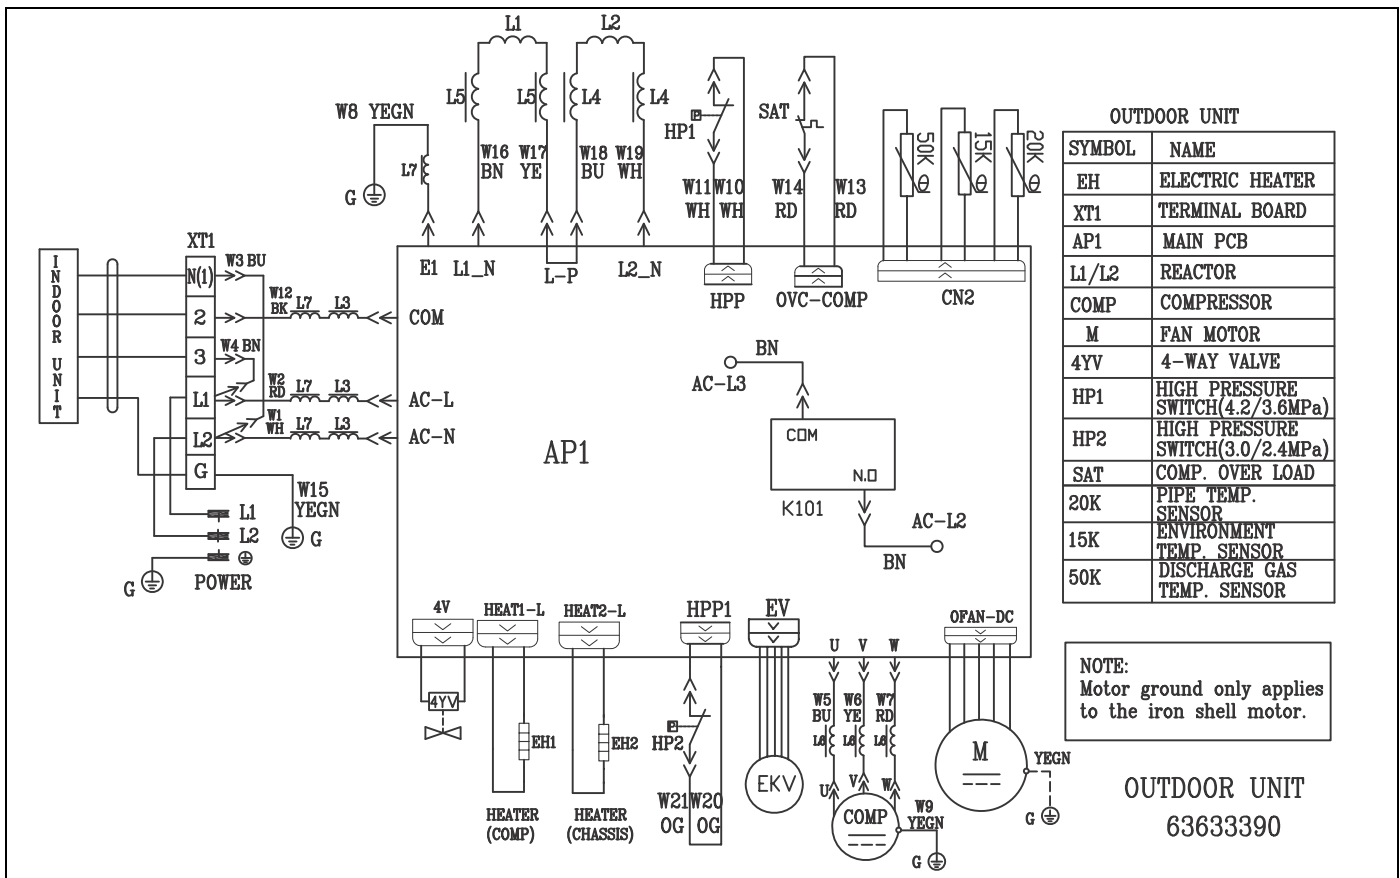 L1
L2
L5
L5
L4
L4
W8 YEGN
L7
G
W16
BN
W17
YE
W18
BU
W19
WH
P
HP1
W11
WH
W10
WH
SAT
W14
RD
W13
RD
50K θ
15K θ
20K θ
E1
L1_N
L-P
L2_N
HPP
OVC-COMP
CN2
INDOOR UNIT
XT1
N(1)
2
3
L1
L2
G
W3 BU
W12
BK
L7
L3
COM
W4 BN
W2
RD
L7
L3
AC-L
W1
WH
L7
L3
AC-N
W15
YEGN
G
L1
L2
G
POWER
AP1
BN
AC-L3
COM
N.O
K101
AC-L2
BN
4V
HEAT1-L
HEAT2-L
HPP1
EV
U
V
W
OFAN-DC
4YV
EH1
HEATER
(COMP)
EH2
HEATER
(CHASSIS)
P
HP2
W21
OG
W20
OG
EKV
W5
BU
W6
YE
W7
RD
L6
L6
L6
U
V
W
COMP
W9
YEGN
G
M
YEGN
G
OUTDOOR UNIT
SYMBOL NAME
EH ELECTRIC HEATER
XT1 TERMINAL BOARD
AP1 MAIN PCB
L1/L2 REACTOR
COMP COMPRESSOR
M FAN MOTOR
4YV 4-WAY VALVE
HP1 HIGH PRESSURE
SWITCH(4.2/3.6MPa)
HP2 HIGH PRESSURE
SWITCH(3.0/2.4MPa)
SAT COMP. OVER LOAD
20K PIPE TEMP.
SENSOR
15K ENVIRONMENT
TEMP. SENSOR
50K DISCHARGE GAS
TEMP. SENSOR
NOTE:
Motor ground only applies
to the iron shell motor.
OUTDOOR UNIT
63633390